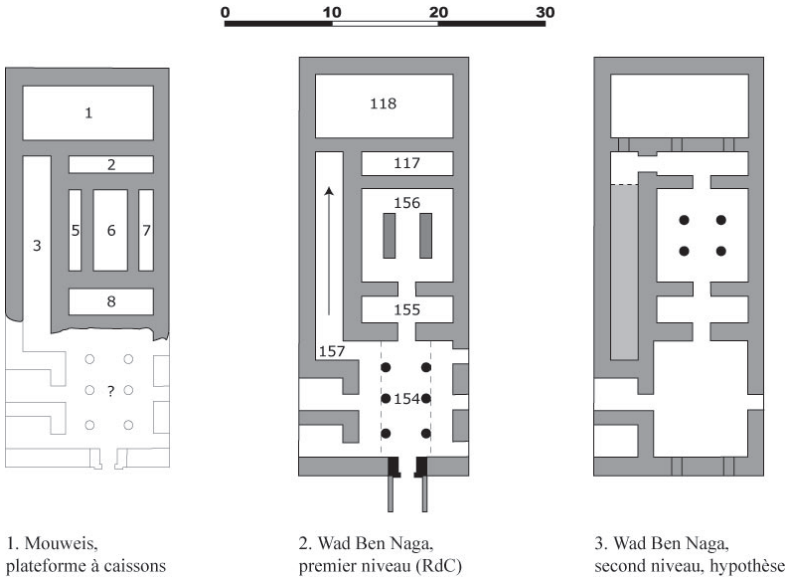 0 10 20 30
1
2
3
5
6
7
8
?
118
117
156
155
157
154
1. Mouweis,
plateforme à caissons
2. Wad Ben Naga,
premier niveau (RdC)
3. Wad Ben Naga,
second niveau, hypothèse